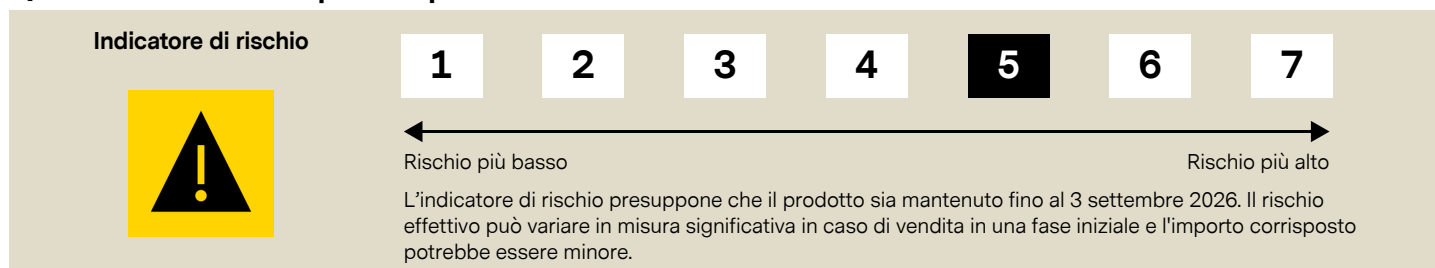 Indicatore di rischio
1 2 3 4 5 6 7
Rischio più basso Rischio più alto
L'indicatore di rischio presuppone che il prodotto sia mantenuto fino al 3 settembre 2026. Il rischio
effettivo può variare in misura significativa in caso di vendita in una fase iniziale e l'importo corrisposto
potrebbe essere minore.